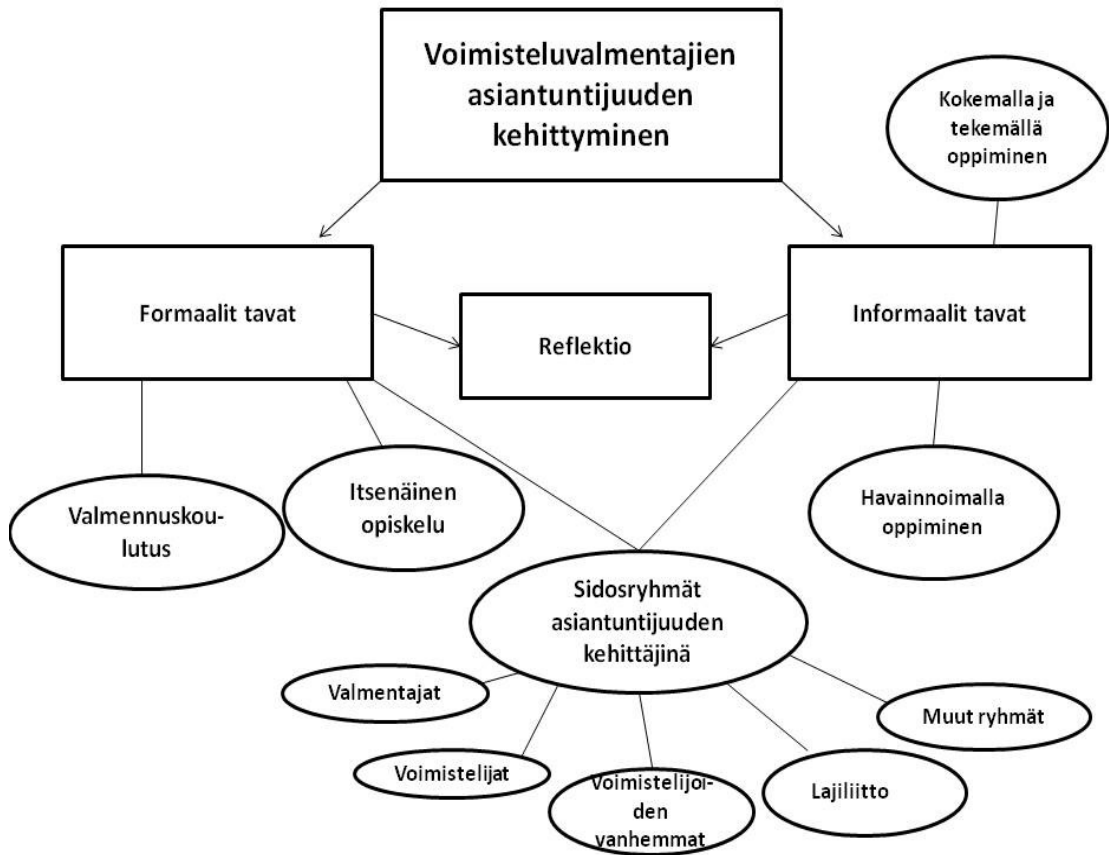 Voimisteluvalmentajien
asiantuntijuuden
kehittyminen
Kokemalla ja
tekemällä
oppiminen
Formaalit tavat
Reflektio
Informaalit tavat
Valmennuskou-
lutus
Itsenäinen
opiskelu
Havainnoimalla
oppiminen
Sidosryhmät
asiantuntijuuden
kehittäjinä
Valmentajat
Muut ryhmät
Voimistelijat
Voimistelijoi-
den
vanhemmat
Lajiliitto